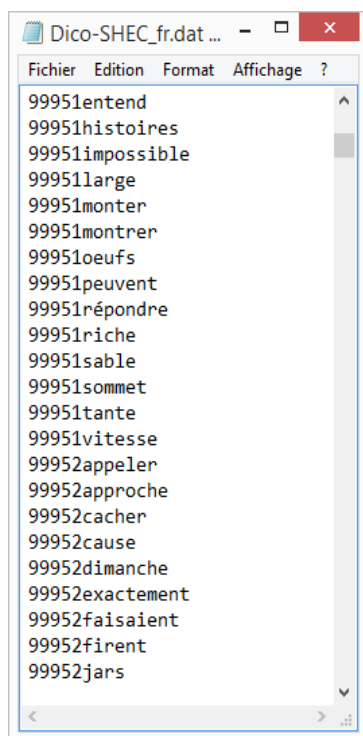 Dico-SHEC_fr.dat ...
Fichier Edition Format Affichage ?
99951entend
99951histoires
99951impossible
99951large
99951monter
99951montrer
99951oeufs
99951peuvent
99951répondre
99951riche
99951sable
99951sommet
99951tante
99951vitesse
99952appeler
99952approche
99952cacher
99952cause
99952dimanche
99952exactement
99952faisaient
99952firent
99952jars